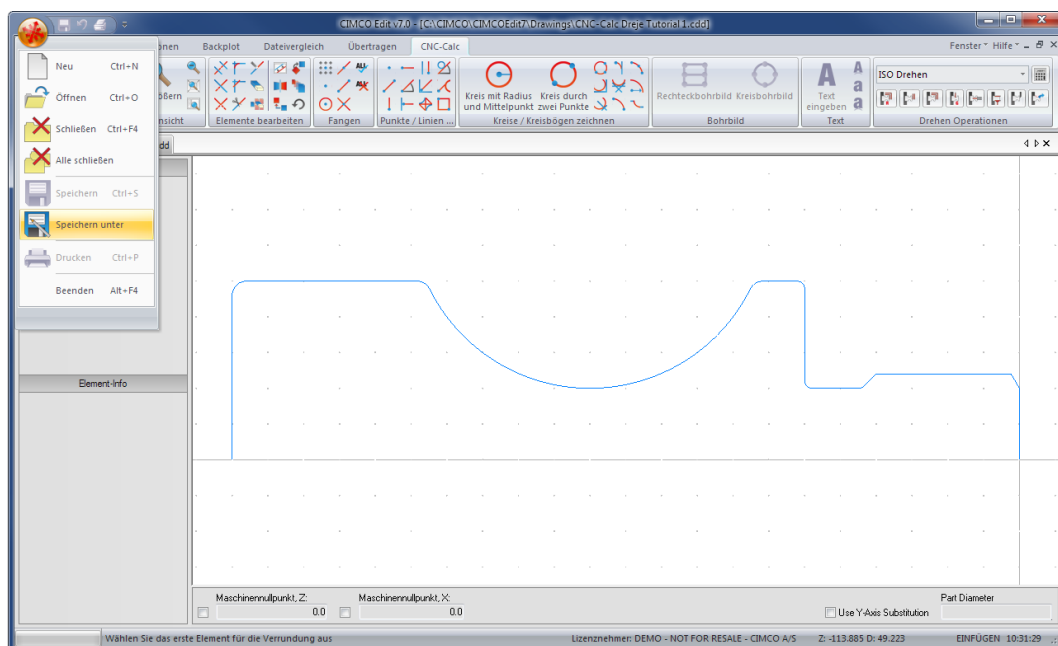 CIMCO Edit v7.0 - [C:\CIMCO\CIMCOEdit7\Drawings\CNC-Calc Dreje Tutorial 1.cdd]
onen Backplot Dateivergleich Übertragen CNC-Calc Fenster Hilfe
Neu Ctrl+N
Öffnen Ctrl+O
Schließen Ctrl+F4
Alle schließen
Speichern Ctrl+S
Speichern unter
Drucken Ctrl+P
Beenden Alt+F4
ößern
nsicht
Elemente bearbeiten
Fangen
Punkte / Linien ...
Kreis mit Radius und Mittelpunkt
Kreis durch zwei Punkte
Kreise / Kreisbögen zeichnen
Rechteckbohrbild Kreisbohrbild
Bohrbild
A
Text eingeben
A
a
a
Text
ISO Drehen
Drehen Operationen
dd
Element-Info
Maschinennullpunkt, Z: Maschinennullpunkt, X: Part Diameter
0.0 0.0 Use Y-Axis Substitution
Wählen Sie das erste Element für die Verrundung aus Lizenznehmer: DEMO - NOT FOR RESALE - CIMCO A/S Z: -113.885 D: 49.223 EINFÜGEN 10:31:29